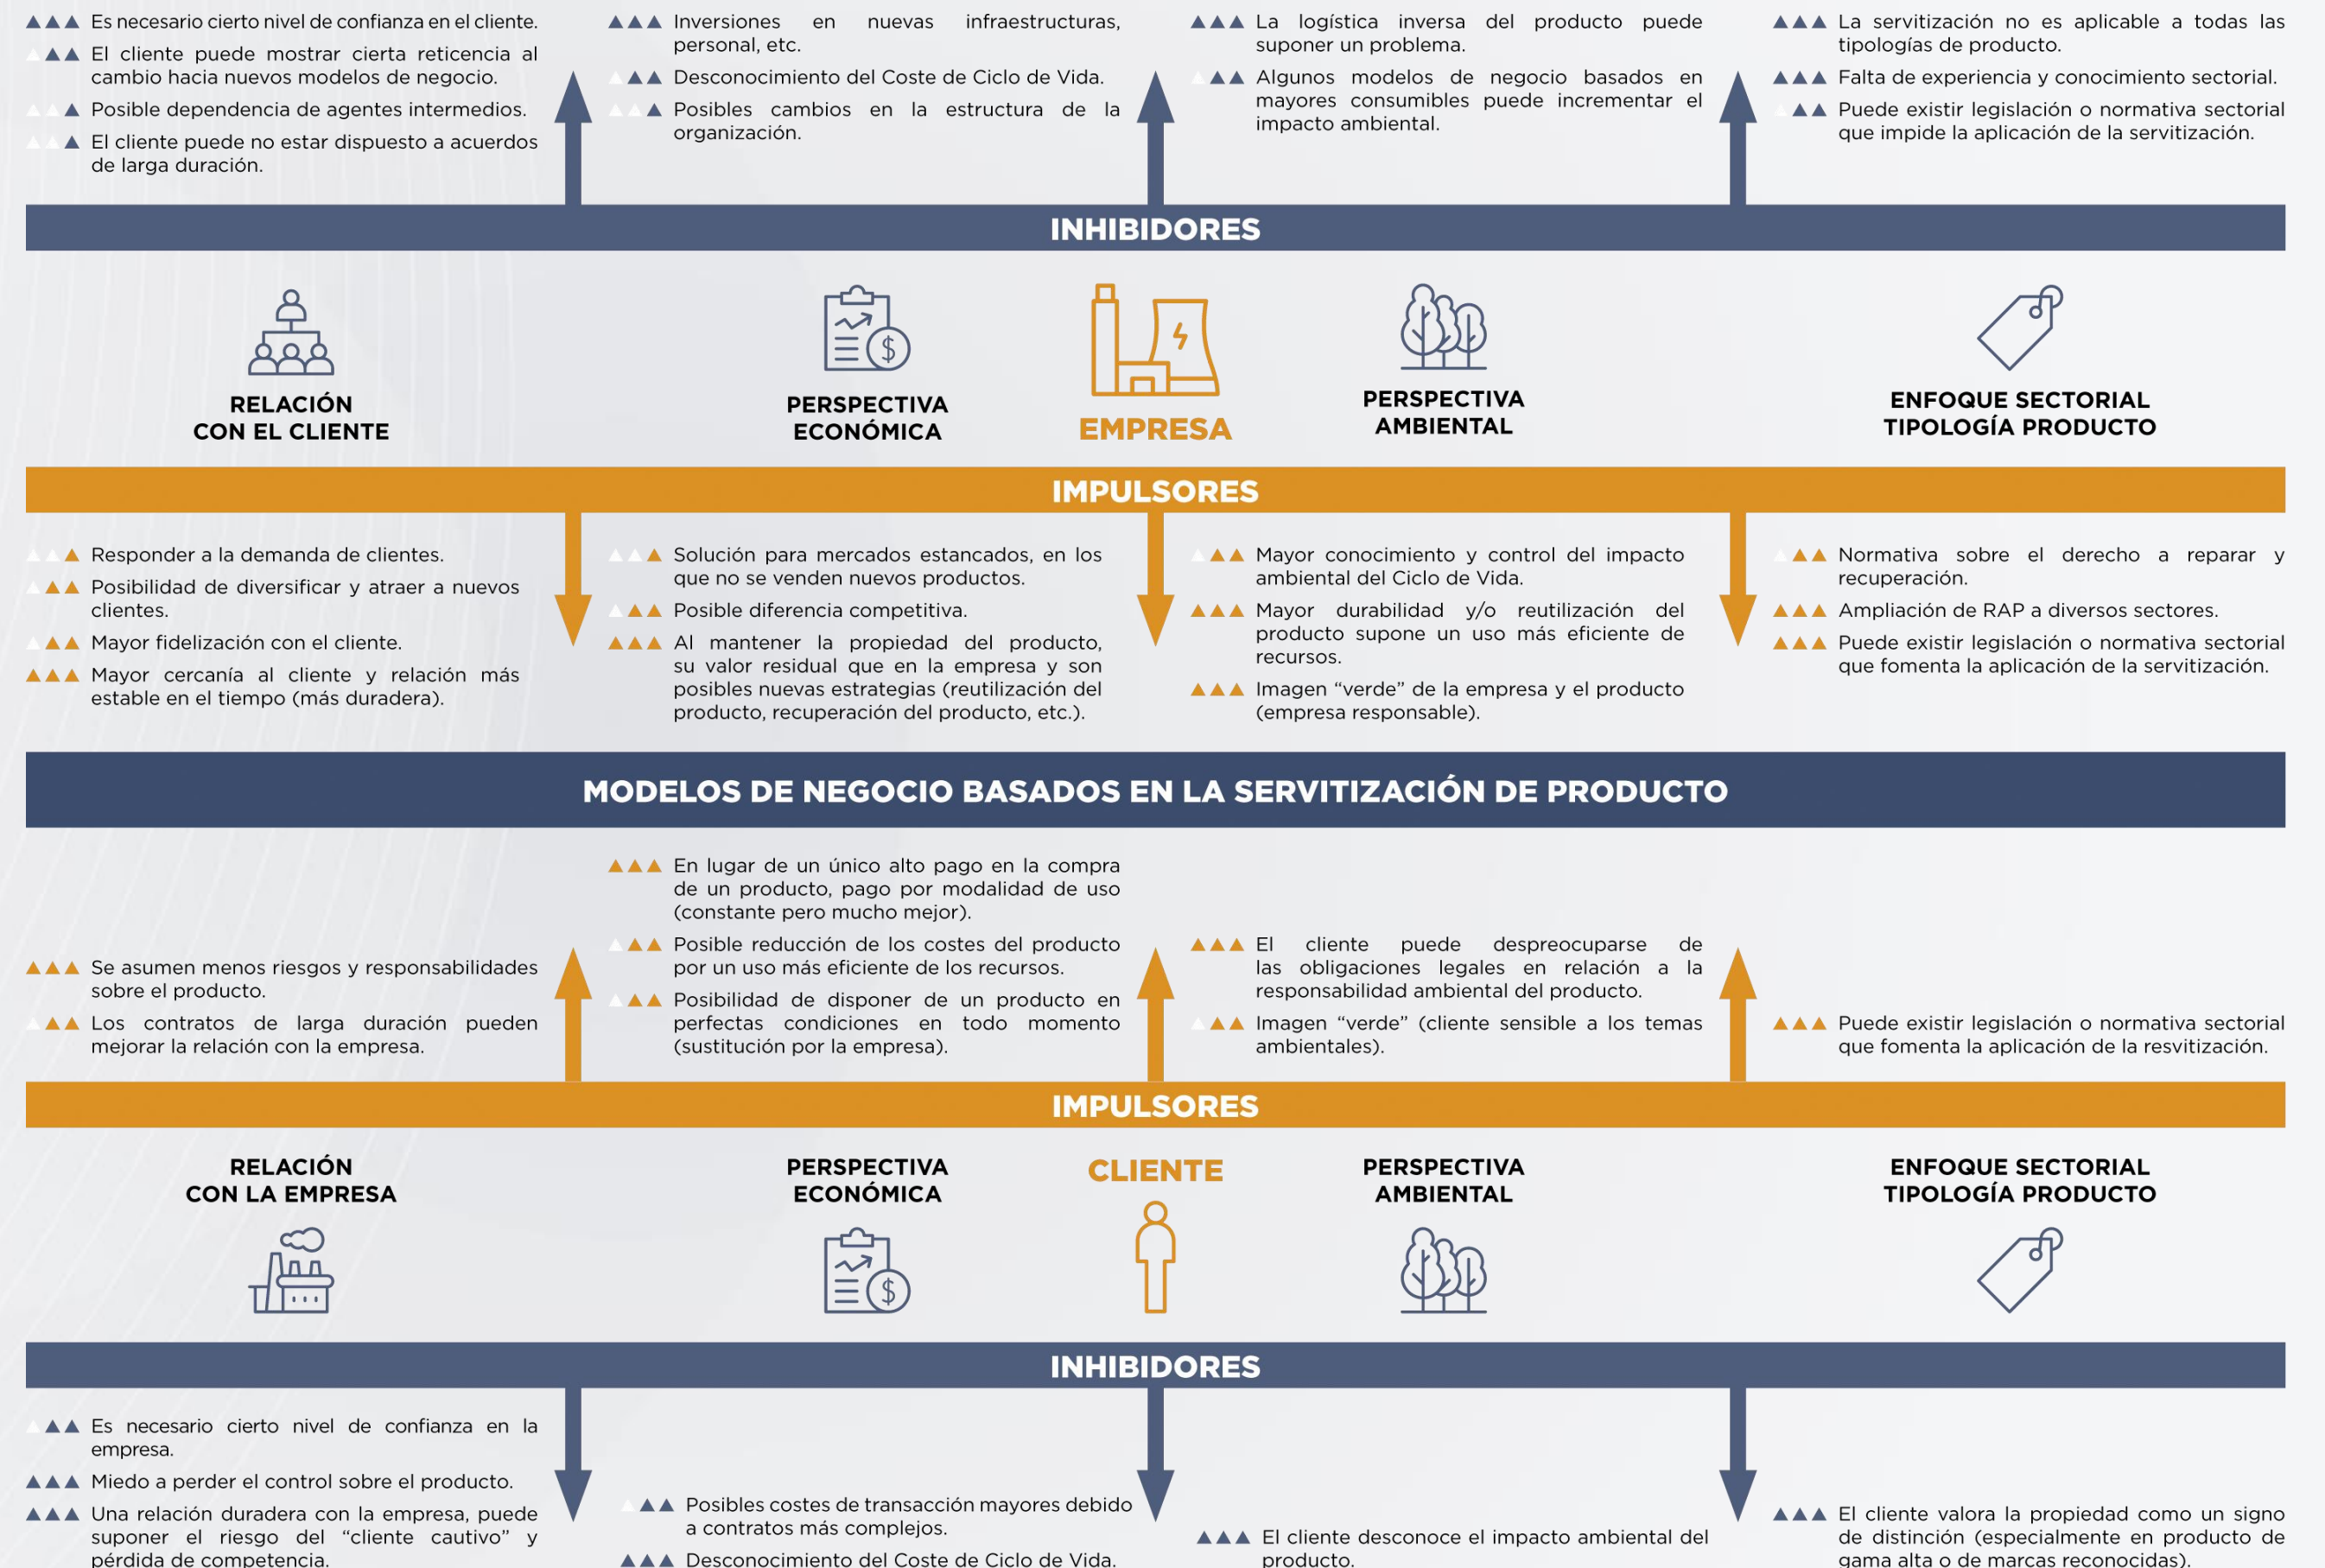 Es necesario cierto nivel de confianza en el cliente.
El cliente puede mostrar cierta reticencia al
cambio hacia nuevos modelos de negocio.
Posible dependencia de agentes intermedios.
El cliente puede no estar dispuesto a acuerdos
de larga duración.
Inversiones en nuevas infraestructuras,
personal, etc.
Desconocimiento del Coste de Ciclo de Vida.
Posibles cambios en la estructura de la
organización.
La logística inversa del producto puede
suponer un problema.
Algunos modelos de negocio basados en
mayores consumibles puede incrementar el
impacto ambiental.
La servitización no es aplicable a todas las
tipologías de producto.
Falta de experiencia y conocimiento sectorial.
Puede existir legislación o normativa sectorial
que impide la aplicación de la servitización.
INHIBIDORES
RELACIÓN
CON EL CLIENTE
PERSPECTIVA
ECONÓMICA
EMPRESA
PERSPECTIVA
AMBIENTAL
ENFOQUE SECTORIAL
TIPOLOGÍA PRODUCTO
IMPULSORES
Responder a la demanda de clientes.
Posibilidad de diversificar y atraer a nuevos
clientes.
Mayor fidelización con el cliente.
Mayor cercanía al cliente y relación más
estable en el tiempo (más duradera).
Solución para mercados estancados, en los
que no se venden nuevos productos.
Posible diferencia competitiva.
Al mantener la propiedad del producto,
su valor residual que en la empresa y son
posibles nuevas estrategias (reutilización del
producto, recuperación del producto, etc.).
Mayor conocimiento y control del impacto
ambiental del Ciclo de Vida.
Mayor durabilidad y/o reutilización del
producto supone un uso más eficiente de
recursos.
Imagen “verde” de la empresa y el producto
(empresa responsable).
Normativa sobre el derecho a reparar y
recuperación.
Ampliación de RAP a diversos sectores.
Puede existir legislación o normativa sectorial
que fomenta la aplicación de la servitización.
MODELOS DE NEGOCIO BASADOS EN LA SERVITIZACIÓN DE PRODUCTO
Se asumen menos riesgos y responsabilidades
sobre el producto.
Los contratos de larga duración pueden
mejorar la relación con la empresa.
En lugar de un único alto pago en la compra
de un producto, pago por modalidad de uso
(constante pero mucho mejor).
Posible reducción de los costes del producto
por un uso más eficiente de los recursos.
Posibilidad de disponer de un producto en
perfectas condiciones en todo momento
(sustitución por la empresa).
El cliente puede despreocuparse de
las obligaciones legales en relación a la
responsabilidad ambiental del producto.
Imagen “verde” (cliente sensible a los temas
ambientales).
Puede existir legislación o normativa sectorial
que fomenta la aplicación de la resvitización.
IMPULSORES
RELACIÓN
CON LA EMPRESA
PERSPECTIVA
ECONÓMICA
CLIENTE
PERSPECTIVA
AMBIENTAL
ENFOQUE SECTORIAL
TIPOLOGÍA PRODUCTO
INHIBIDORES
Es necesario cierto nivel de confianza en la
empresa.
Miedo a perder el control sobre el producto.
Una relación duradera con la empresa, puede
suponer el riesgo del “cliente cautivo” y
pérdida de competencia.
Posibles costes de transacción mayores debido
a contratos más complejos.
Desconocimiento del Coste de Ciclo de Vida.
El cliente desconoce el impacto ambiental del
producto.
El cliente valora la propiedad como un signo
de distinción (especialmente en producto de
gama alta o de marcas reconocidas).